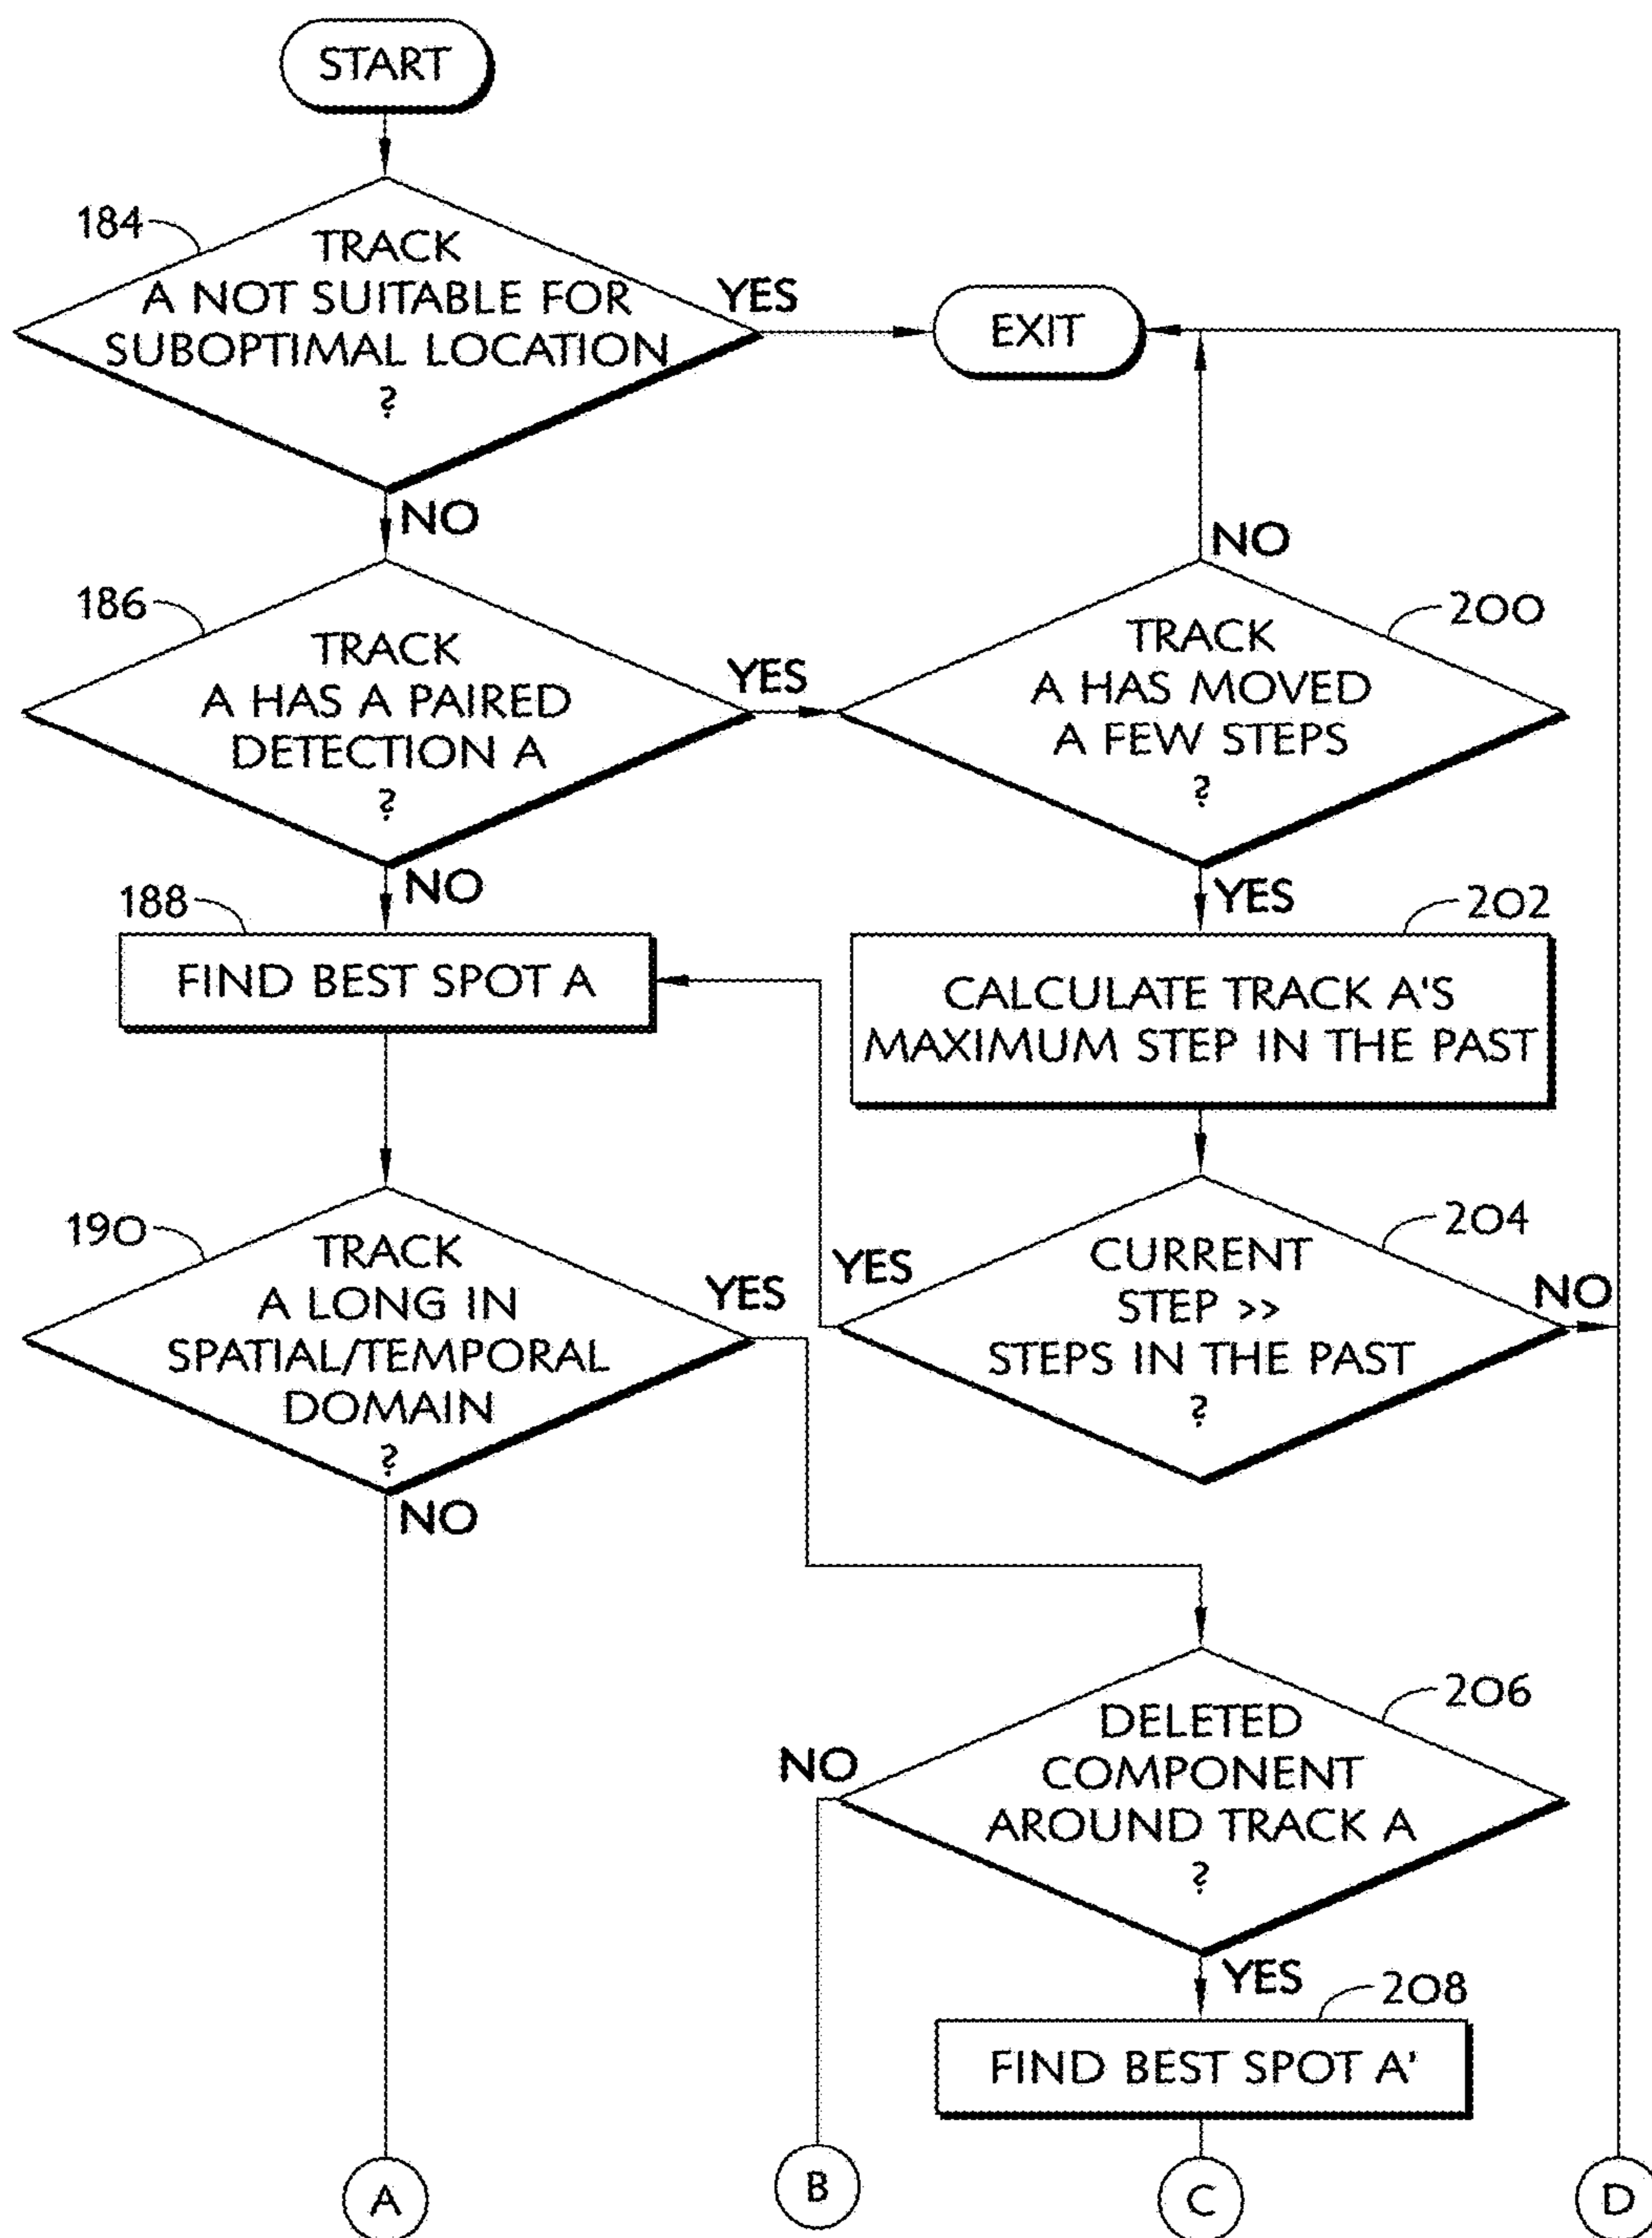 START
184
TRACK
A NOT SUITABLE FOR
SUBOPTIMAL LOCATION
?
YES
EXIT
NO
186
TRACK
A HAS A PAIRED
DETECTION A
?
YES
NO
200
TRACK
A HAS MOVED
A FEW STEPS
?
NO
YES
188
FIND BEST SPOT A
202
CALCULATE TRACK A'S
MAXIMUM STEP IN THE PAST
190
TRACK
A LONG IN
SPATIAL/TEMPORAL
DOMAIN
?
YES
NO
204
CURRENT
STEP >>
STEPS IN THE PAST
?
YES
NO
206
DELETED
COMPONENT
AROUND TRACK A
?
NO
YES
208
FIND BEST SPOT A'
A
B
C
D